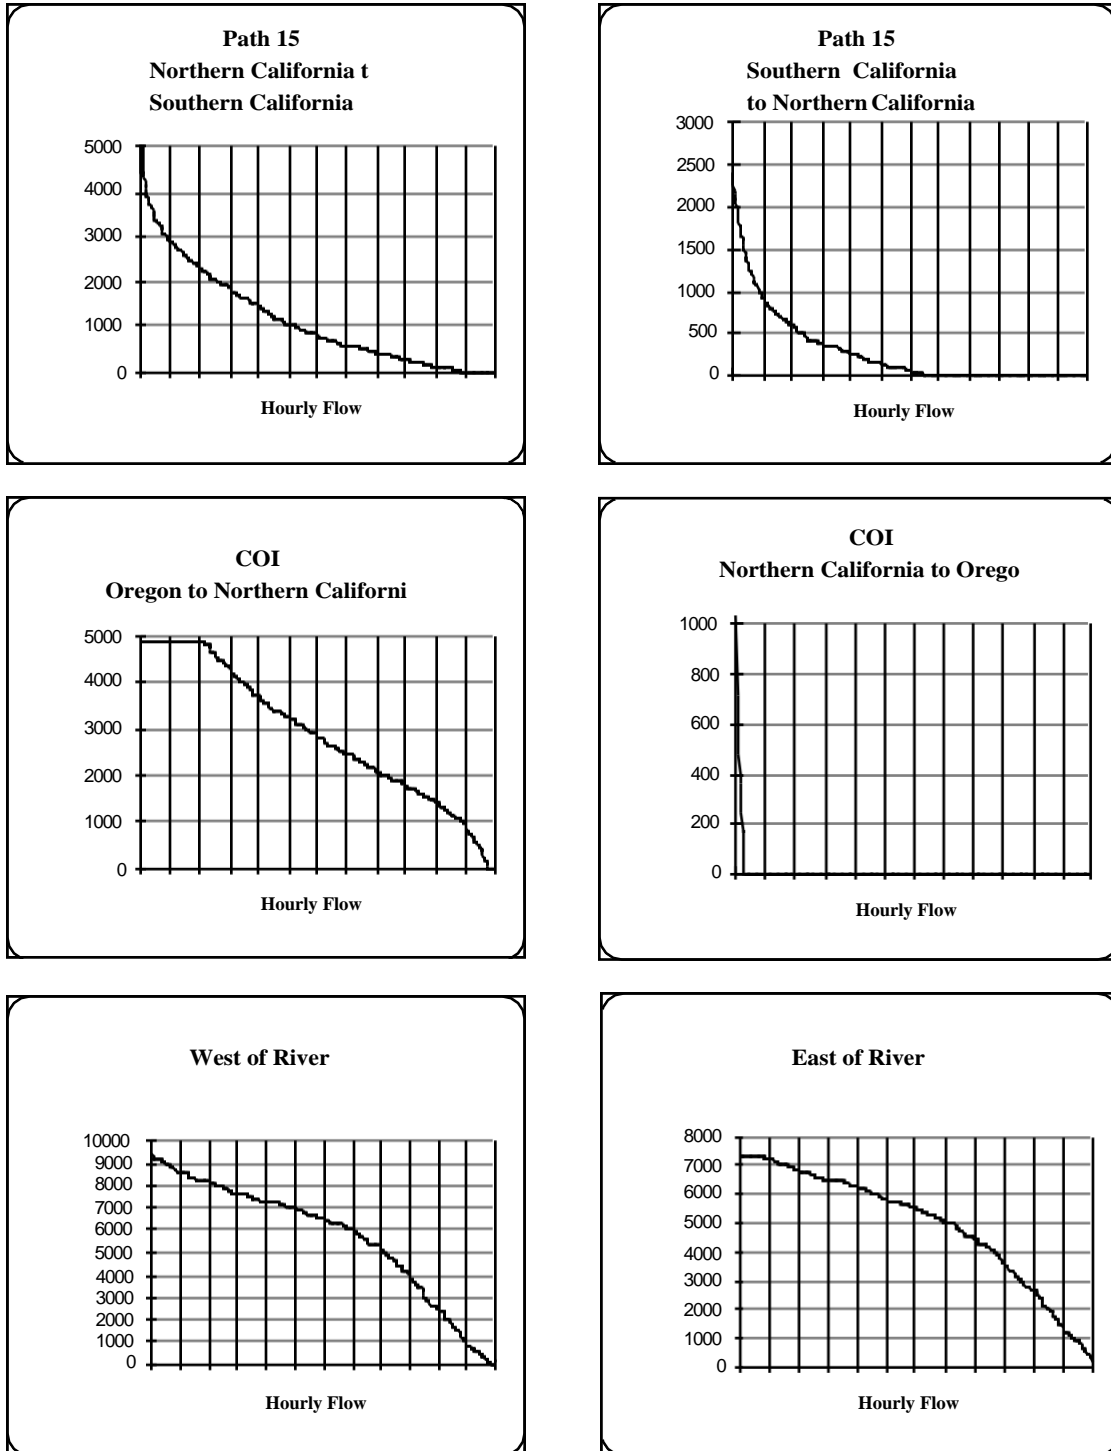 Path 15
Northern California t
Southern California
5000
4000
3000
2000
1000
0
Hourly Flow
Path 15
Southern California
to Northern California
3000
2500
2000
1500
1000
500
0
Hourly Flow
COI
Oregon to Northern Californi
5000
4000
3000
2000
1000
0
Hourly Flow
COI
Northern California to Orego
1000
800
600
400
200
0
Hourly Flow
West of River
10000
9000
8000
7000
6000
5000
4000
3000
2000
1000
0
Hourly Flow
East of River
8000
7000
6000
5000
4000
3000
2000
1000
0
Hourly Flow